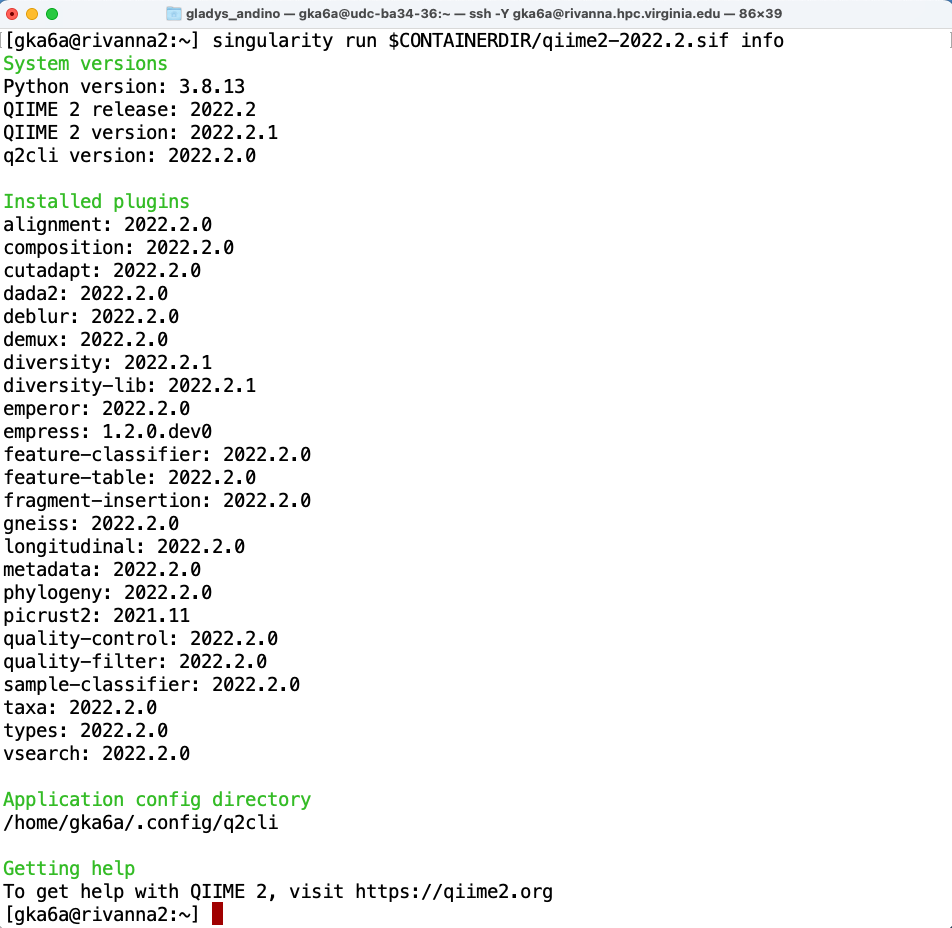 gladys_andino — gka6a@udc-ba34-36:~ — ssh -Y gka6a@rivanna.hpc.virginia.edu — 86×39
[gka6a@rivanna2:~] singularity run $CONTAINERDIR/qiime2-2022.2.sif info
System versions
Python version: 3.8.13
QIIME 2 release: 2022.2
QIIME 2 version: 2022.2.1
q2cli version: 2022.2.0

Installed plugins
alignment: 2022.2.0
composition: 2022.2.0
cutadapt: 2022.2.0
dada2: 2022.2.0
deblur: 2022.2.0
demux: 2022.2.0
diversity: 2022.2.1
diversity-lib: 2022.2.1
emperor: 2022.2.0
empress: 1.2.0.dev0
feature-classifier: 2022.2.0
feature-table: 2022.2.0
fragment-insertion: 2022.2.0
gneiss: 2022.2.0
longitudinal: 2022.2.0
metadata: 2022.2.0
phylogeny: 2022.2.0
picrust2: 2021.11
quality-control: 2022.2.0
quality-filter: 2022.2.0
sample-classifier: 2022.2.0
taxa: 2022.2.0
types: 2022.2.0
vsearch: 2022.2.0

Application config directory
/home/gka6a/.config/q2cli

Getting help
To get help with QIIME 2, visit https://qiime2.org
[gka6a@rivanna2:~]